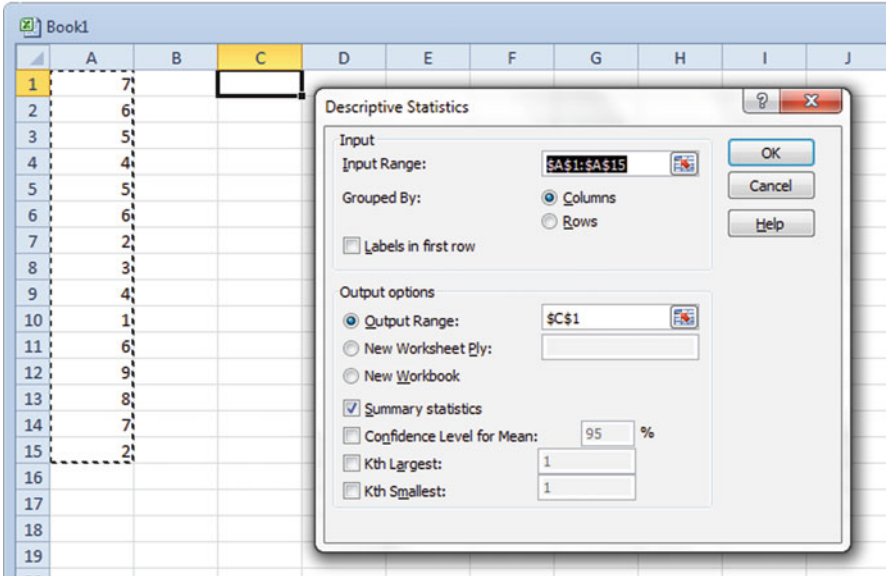 Book1
A B C D E F G H I J
1 7
2 6
3 5
4 4
5 5
6 6
7 2
8 3
9 4
10 1
11 6
12 9
13 8
14 7
15 2
16
17
18
19
Descriptive Statistics
Input
Input Range: $A$1:$A$15
Grouped By: Columns
Rows
Labels in first row
OK
Cancel
Help
Output options
Output Range: $C$1
New Worksheet Ply:
New Workbook
Summary statistics
Confidence Level for Mean: 95 %
Kth Largest: 1
Kth Smallest: 1